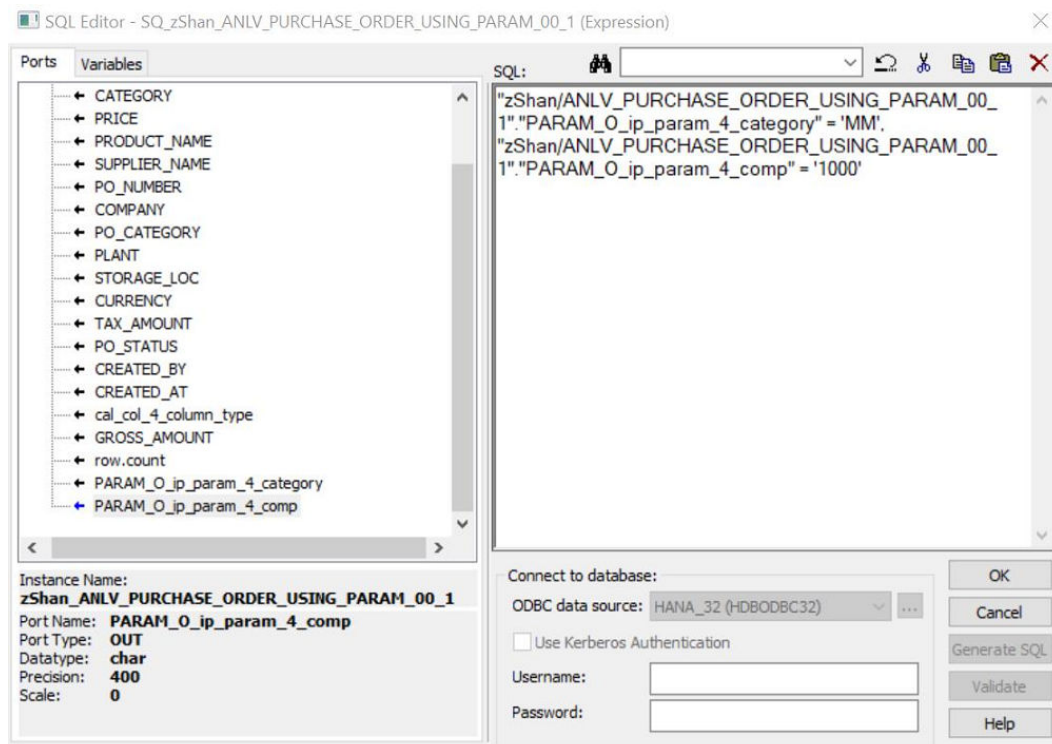 SQL Editor - SQ_zShan_ANLV_PURCHASE_ORDER_USING_PARAM_00_1 (Expression)
Ports
Variables
CATEGORY
PRICE
PRODUCT_NAME
SUPPLIER_NAME
PO_NUMBER
COMPANY
PO_CATEGORY
PLANT
STORAGE_LOC
CURRENCY
TAX_AMOUNT
PO_STATUS
CREATED_BY
CREATED_AT
cal_col_4_column_type
GROSS_AMOUNT
row.count
PARAM_O_ip_param_4_category
PARAM_O_ip_param_4_comp
Instance Name:
zShan_ANLV_PURCHASE_ORDER_USING_PARAM_00_1
Port Name: PARAM_O_ip_param_4_comp
Port Type: OUT
Datatype: char
Precision: 400
Scale: 0
SQL:
"zShan/ANLV_PURCHASE_ORDER_USING_PARAM_00_
1"."PARAM_O_ip_param_4_category" = 'MM',
"zShan/ANLV_PURCHASE_ORDER_USING_PARAM_00_
1"."PARAM_O_ip_param_4_comp" = '1000'
Connect to database:
ODBC data source: HANA_32 (HDBODBC32) ...
Use Kerberos Authentication
Username:
Password:
OK
Cancel
Generate SQL
Validate
Help